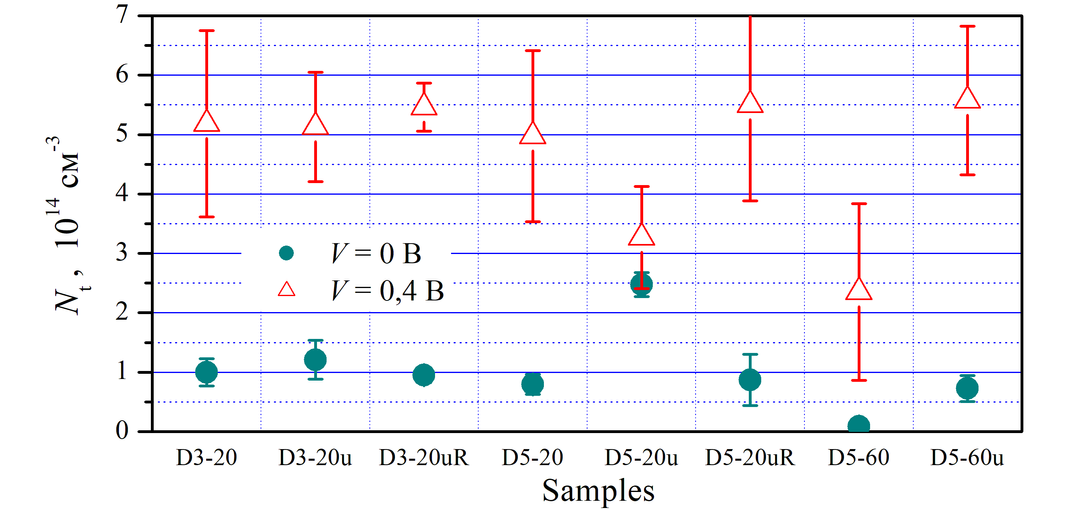 7
6
5
4
3
2
1
0
N_t , 10^14 см^-3
V = 0 В
V = 0,4 В
D3-20 D3-20u D3-20uR D5-20 D5-20u D5-20uR D5-60 D5-60u
Samples